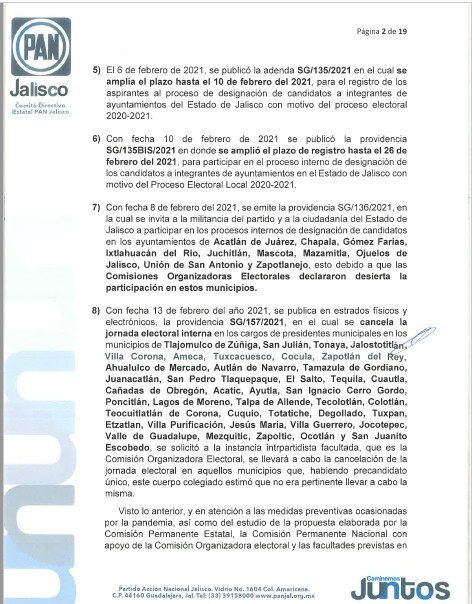 Página 2 de 19
PAN
Jalisco
Comité Directivo
Estatal PAN Jalisco
5) El 6 de febrero de 2021, se publicó la adenda SG/135/2021 en el cual se
amplia el plazo hasta el 10 de febrero del 2021, para el registro de los
aspirantes al proceso de designación de candidatos a integrantes de
ayuntamientos del Estado de Jalisco con motivo del proceso electoral
2020-2021.
6) Con fecha 10 de febrero de 2021 se publicó la providencia
SG/135BIS/2021 en donde se amplió el plazo de registro hasta el 26 de
febrero del 2021, para participar en el proceso interno de designación de
los candidatos a integrantes de ayuntamientos en el Estado de Jalisco con
motivo del Proceso Electoral Local 2020-2021.
7) Con fecha 8 de febrero del 2021, se emite la providencia SG/136/2021, en
la cual se invita a la militancia del partido y a la ciudadanía del Estado de
Jalisco a participar en los procesos internos de designación de candidatos
en los ayuntamientos de Acatlán de Juárez, Chapala, Gómez Farías,
Ixtlahuacán del Rio, Juchitlán, Mascota, Mazamitla, Ojuelos de
Jalisco, Unión de San Antonio y Zapotlanejo, esto debido a que las
Comisiones Organizadoras Electorales declararon desierta la
participación en estos municipios.
8) Con fecha 13 de febrero del año 2021, se publica en estrados físicos y
electrónicos, la providencia SG/157/2021, en el cual se cancela la
jornada electoral interna en los cargos de presidentes municipales en los
municipios de Tlajomulco de Zúñiga, San Julián, Tonaya, Jalostotitlán,
Villa Corona, Ameca, Tuxcacuesco, Cocula, Zapotlán del Rey,
Ahualulco de Mercado, Autlán de Navarro, Tamazula de Gordiano,
Juanacatlán, San Pedro Tlaquepaque, El Salto, Tequila, Cuautla,
Cañadas de Obregón, Acatic, Ayutla, San Ignacio Cerro Gordo,
Poncitlán, Lagos de Moreno, Talpa de Allende, Tecolotlán, Colotlán,
Teocuitlatlán de Corona, Cuquio, Totatiche, Degollado, Tuxpan,
Etzatlan, Villa Purificación, Jesús María, Villa Guerrero, Jocotepec,
Valle de Guadalupe, Mezquitic, Zapoltic, Ocotlán y San Juanito
Escobedo, se solicitó a la instancia intrpartidista facultada, que es
la Comisión Organizadora Electoral, se llevará a cabo la cancelación de la
jornada electoral en aquellos municipios que, habiendo precandidato
único, este cuerpo colegiado estimó que no era pertinente llevar a cabo la
misma.
Visto lo anterior, y en atención a las medidas preventivas ocasionadas
por la pandemia, así como del estudio de la propuesta elaborada por la
Comisión Permanente Estatal, la Comisión Permanente Nacional con
apoyo de la Comisión Organizadora electoral y las facultades previstas en
Partido Acción Nacional Jalisco. Vidrio No. 1604 Col. Americana.
C.P. 44160 Guadalajara, Jal. Tel: (33) 39158000 www.panjal.org.mx
Caminemos
Juntos